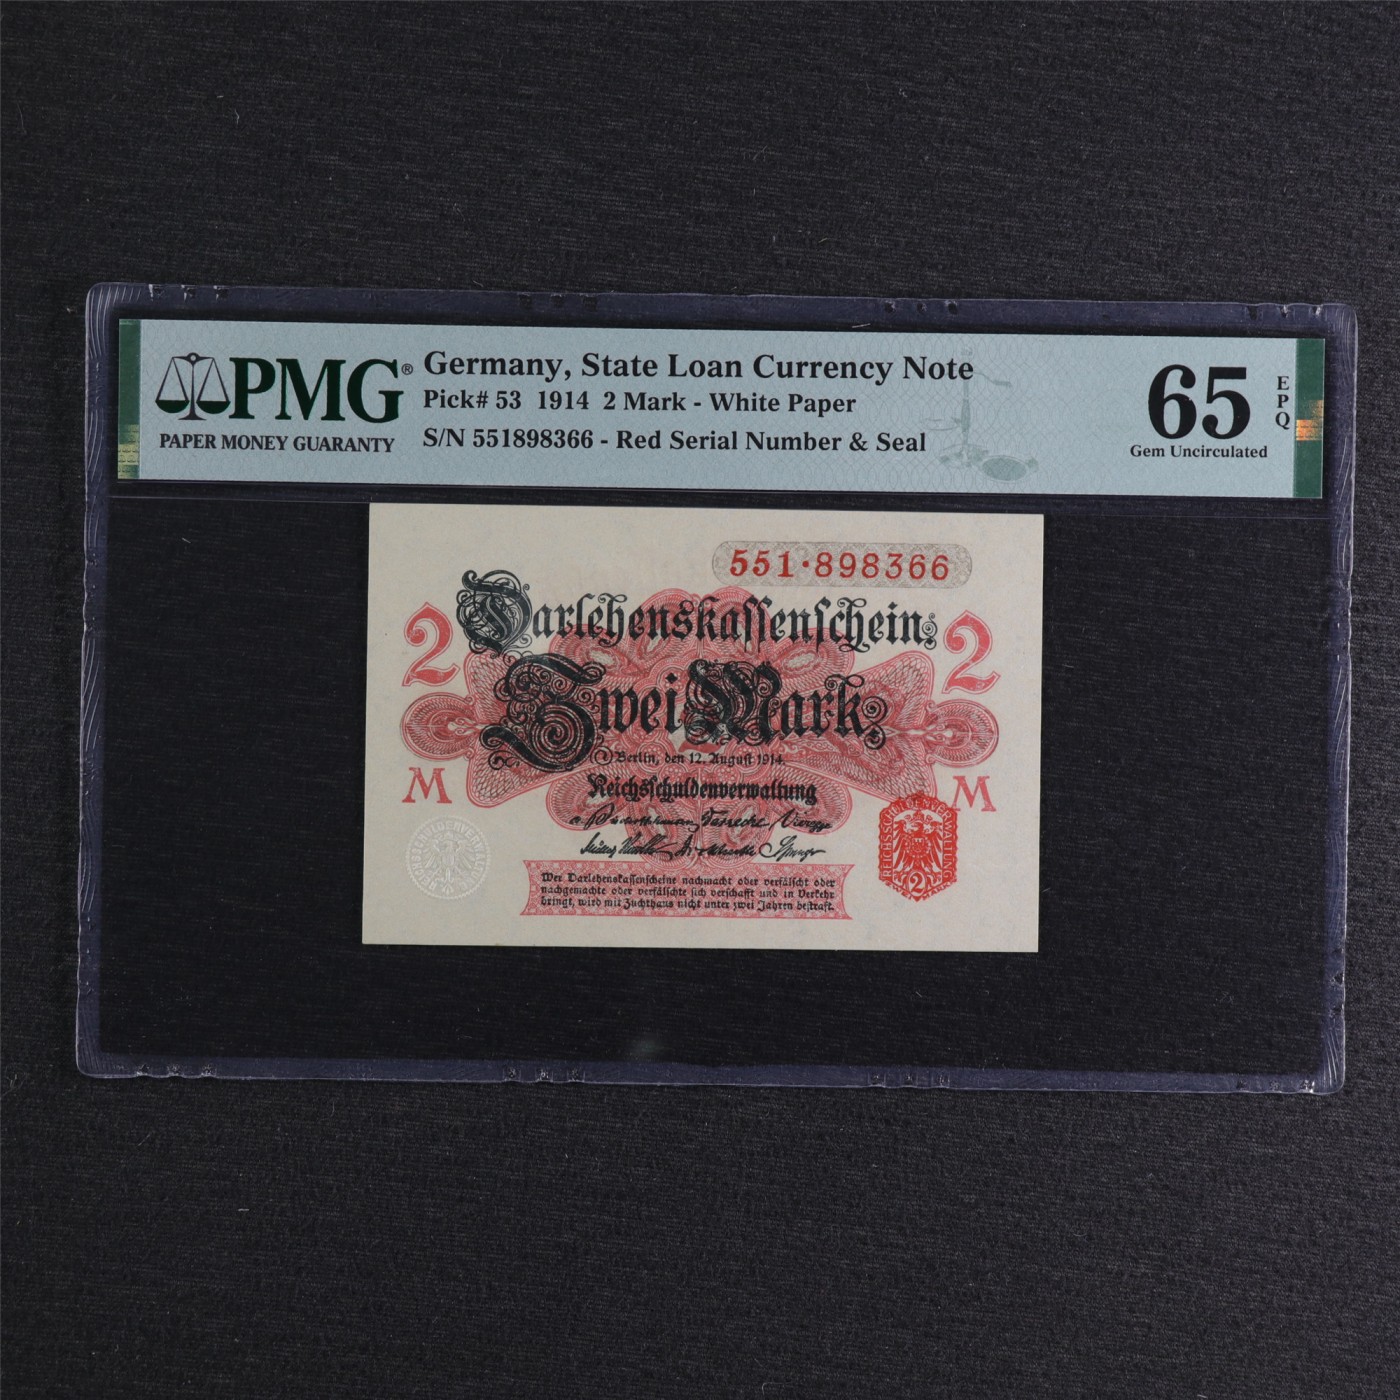 PMG®
PAPER MONEY GUARANTY
Germany, State Loan Currency Note
Pick# 53 1914 2 Mark - White Paper
S/N 551898366 - Red Serial Number & Seal
65
EPQ
Gem Uncirculated
551·898366
Darlehenskassenschein.
2
2
Zwei Mark
Berlin, den 12. August 1914.
M
M
Reichsschuldenverwaltung
REICHSSCHULDENVERWALTUNG
2
Wer Darlehenskassenscheine nachmacht oder verfälscht oder
nachgemachte oder verfälschte sich verschafft und in Verkehr
bringt, wird mit Zuchthaus nicht unter zwei Jahren bestraft.